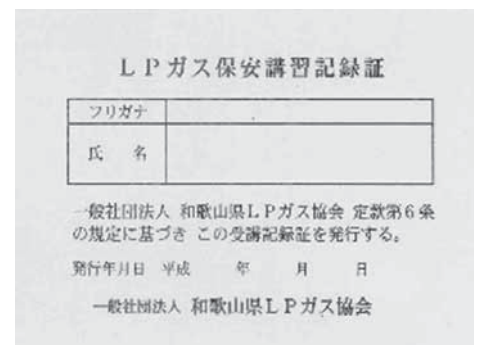 LPガス保安講習記録証
フリガナ
氏 名
一般社団法人 和歌山県LPガス協会 定款第6条
の規定に基づき この受講記録証を発行する。
発行年月日 平成 年 月 日
一般社団法人 和歌山県LPガス協会